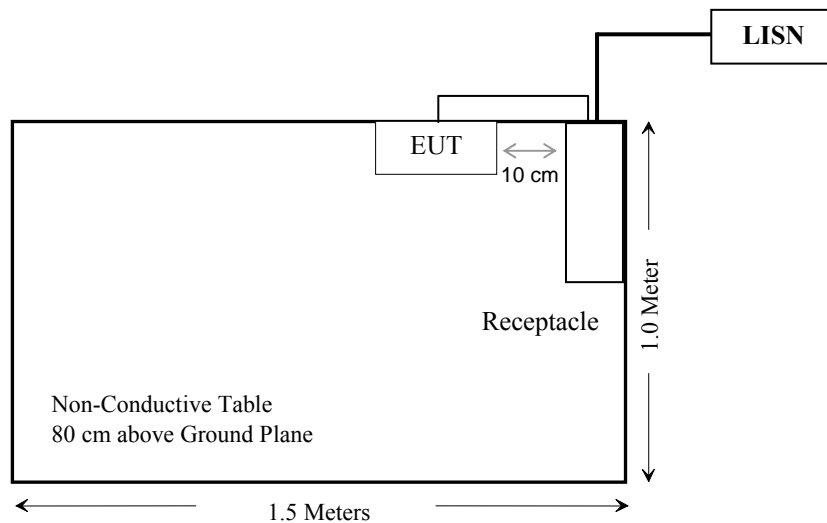 LISN
EUT
10 cm
Receptacle
1.0 Meter
Non-Conductive Table
80 cm above Ground Plane
1.5 Meters